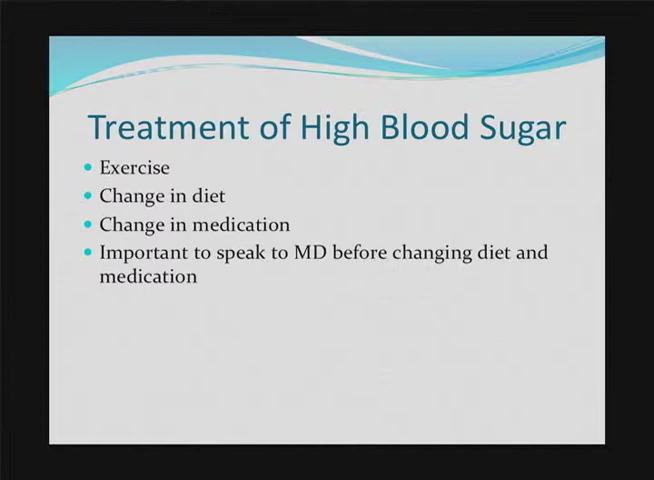 Treatment of High Blood Sugar
Exercise
Change in diet
Change in medication
Important to speak to MD before changing diet and
medication